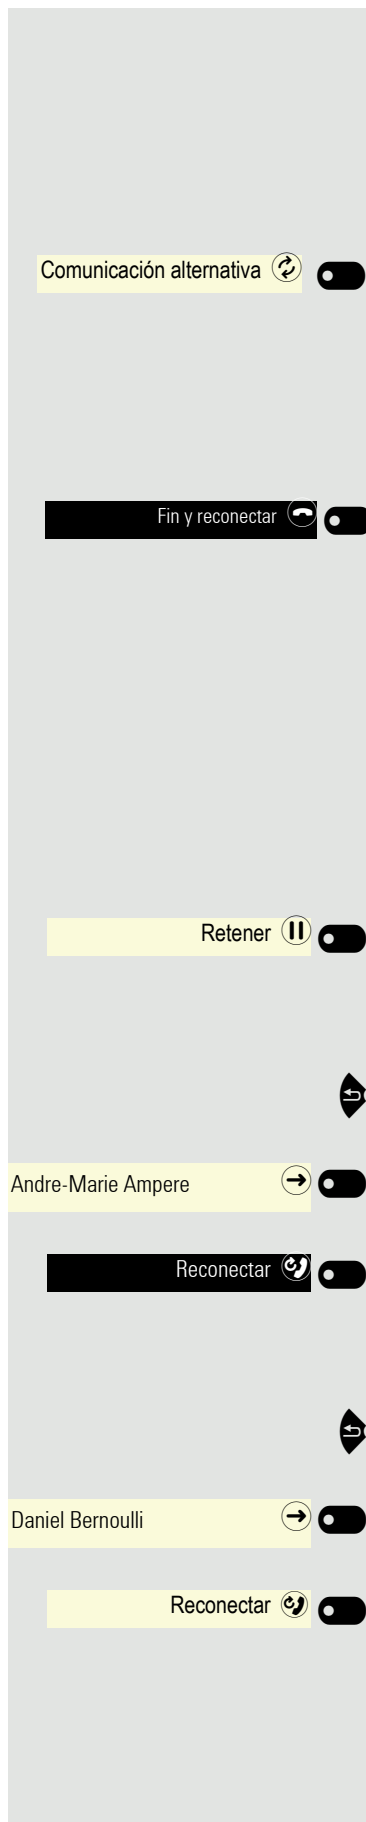 Comunicación alternativa
Fin y reconectar
Retener
Andre-Marie Ampere
Reconectar
Daniel Bernoulli
Reconectar